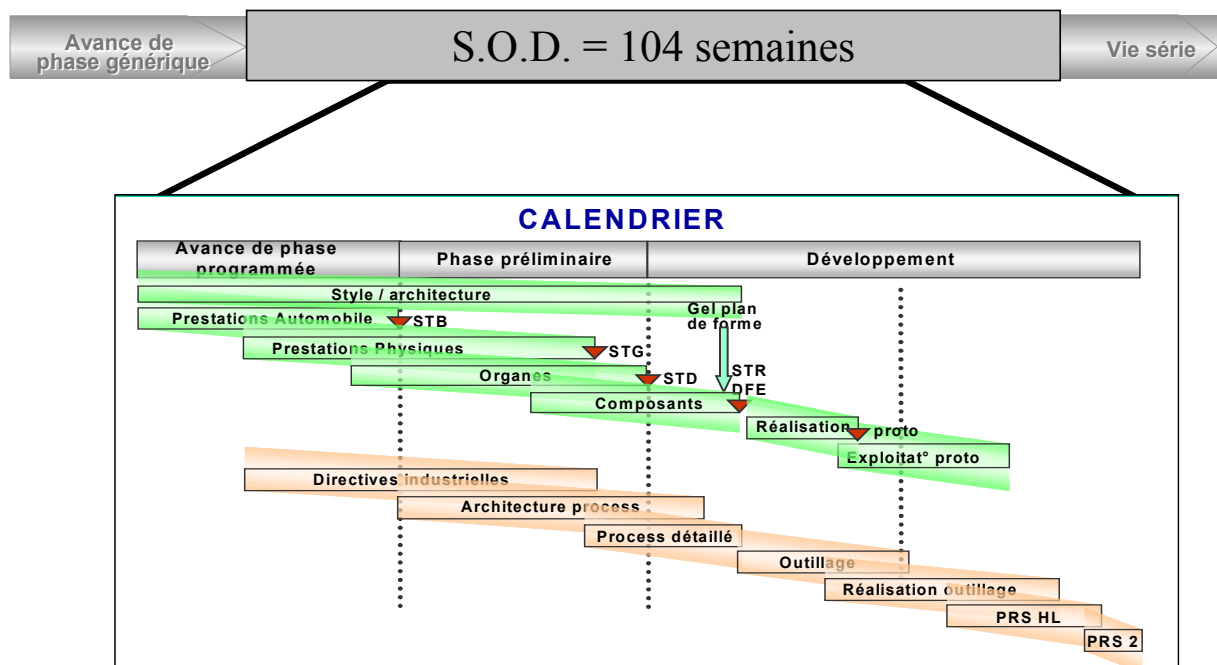 Avance de
phase générique
S.O.D. = 104 semaines
Vie série
CALENDRIER
Avance de phase
programmée
Phase préliminaire
Développement
Style / architecture
Gel plan
de forme
Prestations Automobile
STB
Prestations Physiques
STG
Organes
STD
STR
DFE
Composants
Réalisation
proto
Exploitat° proto
Directives industrielles
Architecture process
Process détaillé
Outillage
Réalisation outillage
PRS HL
PRS 2